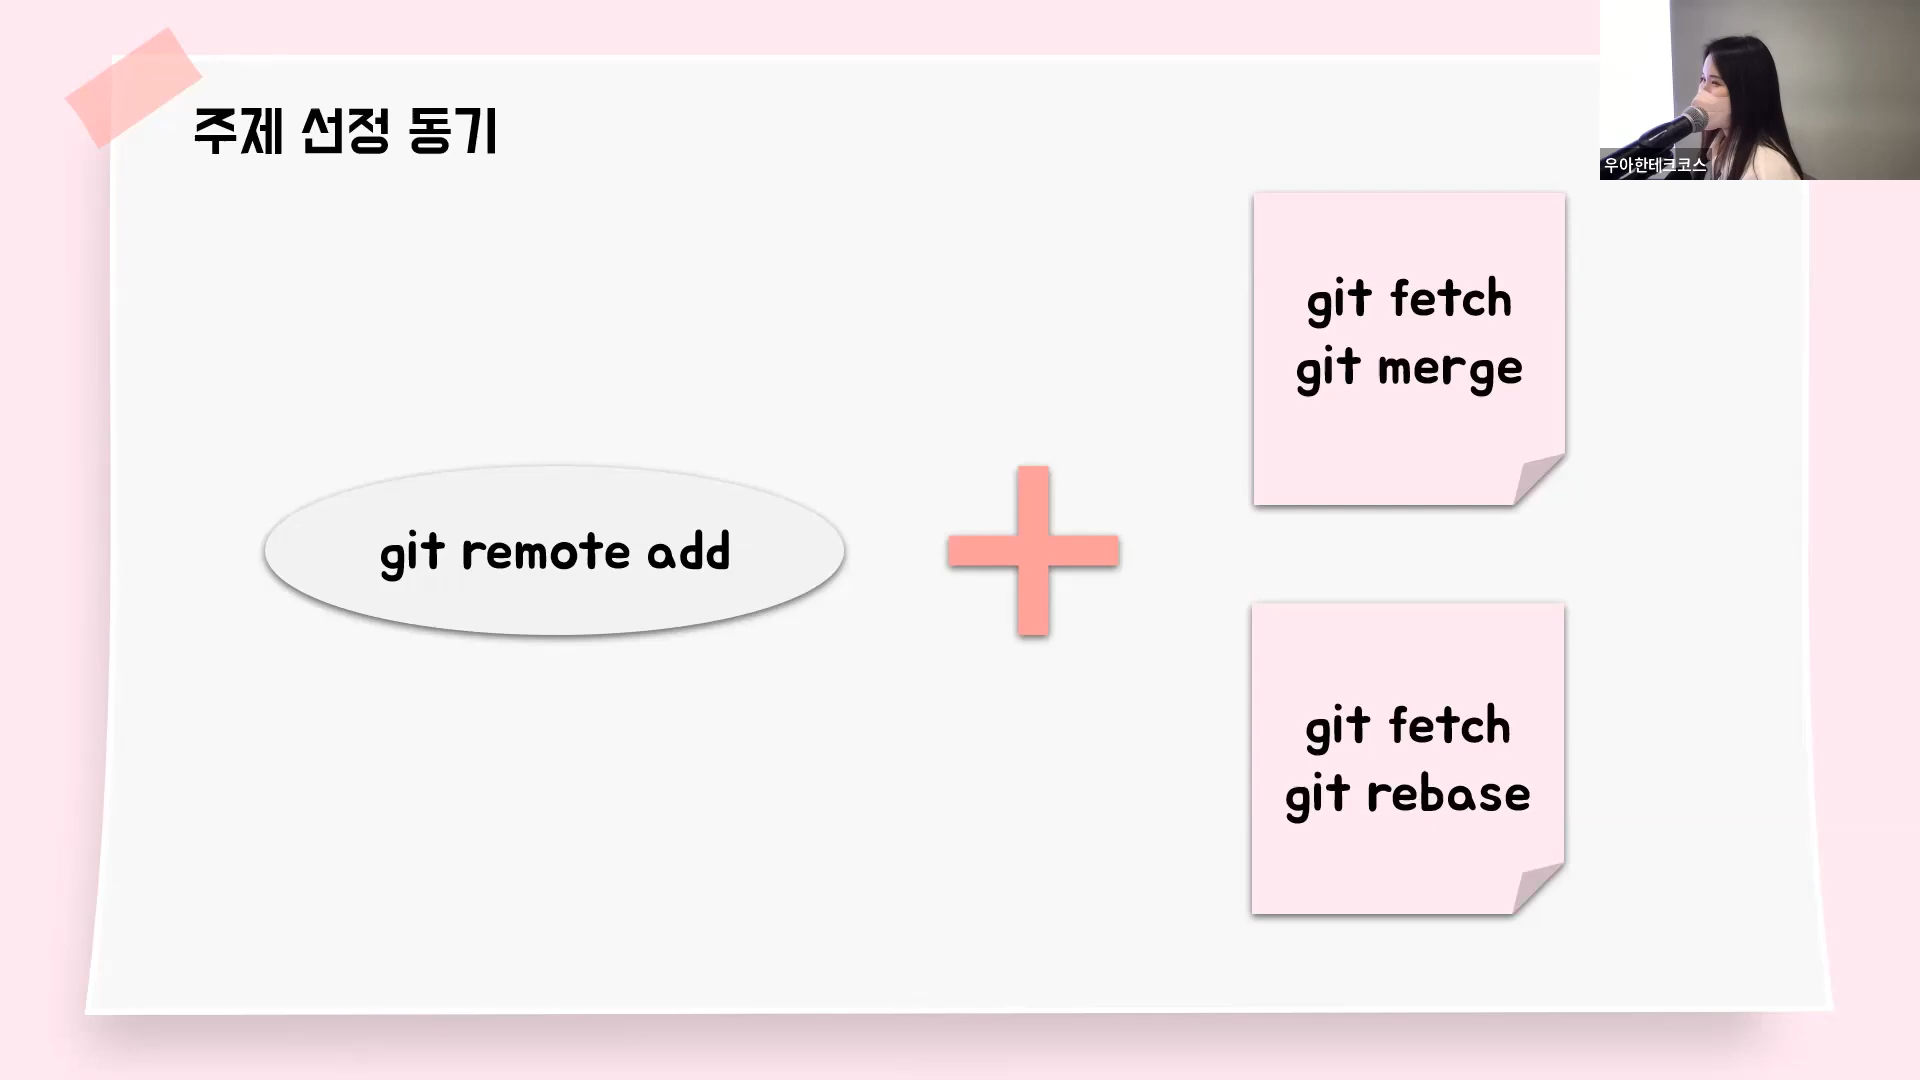 주제 선정 동기
우아한테크코스
git fetch
git merge
git remote add
git fetch
git rebase